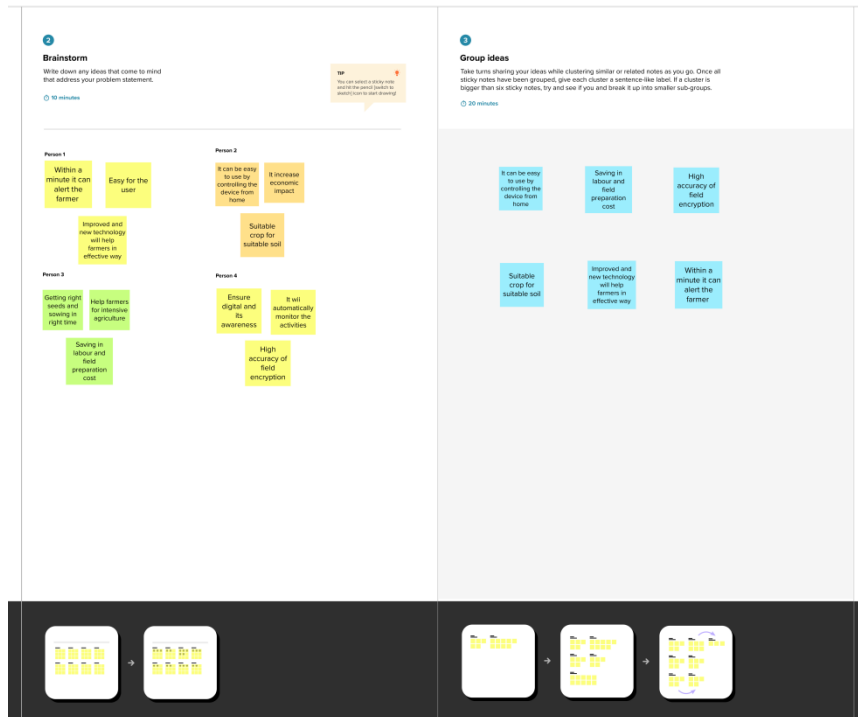 2
Brainstorm
Write down any ideas that come to mind
that address your problem statement.
10 minutes
TIP
You can select a sticky note
and hit the pencil [switch to
sketch] icon to start drawing!
Person 1
Within a
minute it can
alert the
farmer
Easy for the
user
Improved and
new technology
will help
farmers in
effective way
Person 2
It can be easy
to use by
controlling the
device from
home
It increase
economic
impact
Suitable
crop for
suitable soil
Person 3
Getting right
seeds and
sowing in
right time
Help farmers
for intensive
agriculture
Saving in
labour and
field
preparation
cost
Person 4
Ensure
digital and
its
awareness
It wil
automatically
monitor the
activities
High
accuracy of
field
encryption
3
Group ideas
Take turns sharing your ideas while clustering similar or related notes as you go. Once all
sticky notes have been grouped, give each cluster a sentence-like label. If a cluster is
bigger than six sticky notes, try and see if you and break it up into smaller sub-groups.
20 minutes
It can be easy
to use by
controlling the
device from
home
Saving in
labour and
field
preparation
cost
High
accuracy of
field
encryption
Suitable
crop for
suitable soil
Improved and
new technology
will help
farmers in
effective way
Within a
minute it can
alert the
farmer